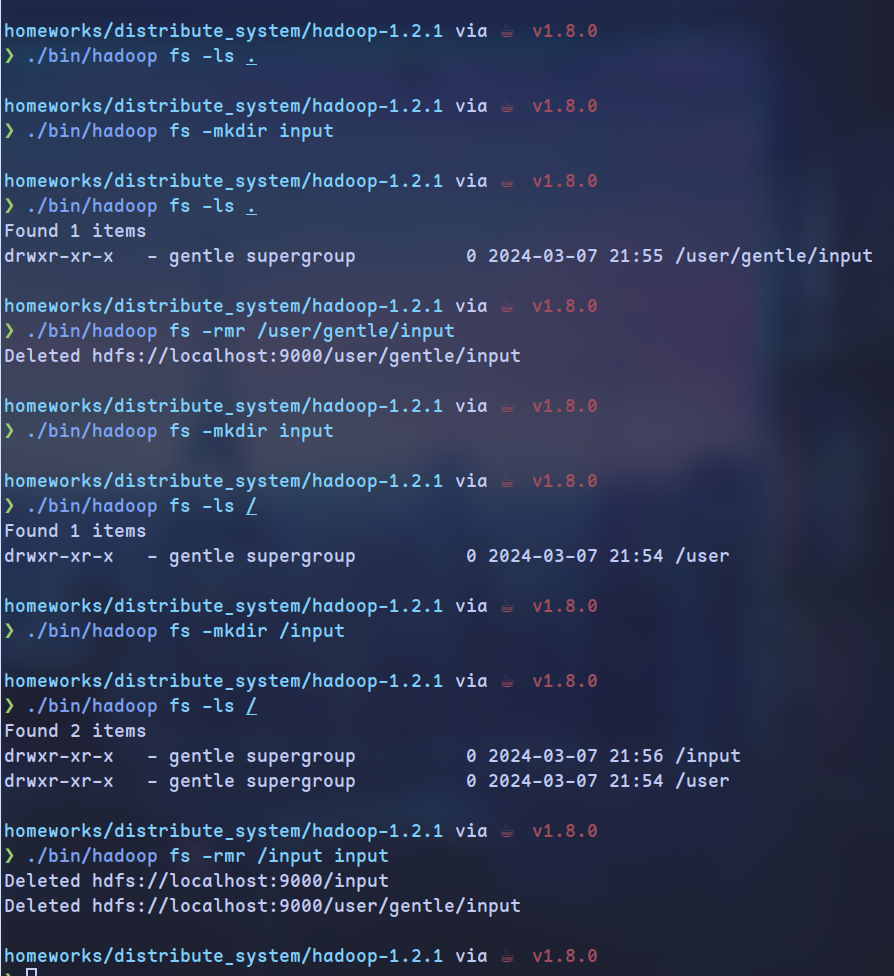 homeworks/distribute_system/hadoop-1.2.1 via ☕ v1.8.0
❯ ./bin/hadoop fs -ls .
homeworks/distribute_system/hadoop-1.2.1 via ☕ v1.8.0
❯ ./bin/hadoop fs -mkdir input
homeworks/distribute_system/hadoop-1.2.1 via ☕ v1.8.0
❯ ./bin/hadoop fs -ls .
Found 1 items
drwxr-xr-x   - gentle supergroup          0 2024-03-07 21:55 /user/gentle/input
homeworks/distribute_system/hadoop-1.2.1 via ☕ v1.8.0
❯ ./bin/hadoop fs -rmr /user/gentle/input
Deleted hdfs://localhost:9000/user/gentle/input
homeworks/distribute_system/hadoop-1.2.1 via ☕ v1.8.0
❯ ./bin/hadoop fs -mkdir input
homeworks/distribute_system/hadoop-1.2.1 via ☕ v1.8.0
❯ ./bin/hadoop fs -ls /
Found 1 items
drwxr-xr-x   - gentle supergroup          0 2024-03-07 21:54 /user
homeworks/distribute_system/hadoop-1.2.1 via ☕ v1.8.0
❯ ./bin/hadoop fs -mkdir /input
homeworks/distribute_system/hadoop-1.2.1 via ☕ v1.8.0
❯ ./bin/hadoop fs -ls /
Found 2 items
drwxr-xr-x   - gentle supergroup          0 2024-03-07 21:56 /input
drwxr-xr-x   - gentle supergroup          0 2024-03-07 21:54 /user
homeworks/distribute_system/hadoop-1.2.1 via ☕ v1.8.0
❯ ./bin/hadoop fs -rmr /input input
Deleted hdfs://localhost:9000/input
Deleted hdfs://localhost:9000/user/gentle/input
homeworks/distribute_system/hadoop-1.2.1 via ☕ v1.8.0
❯